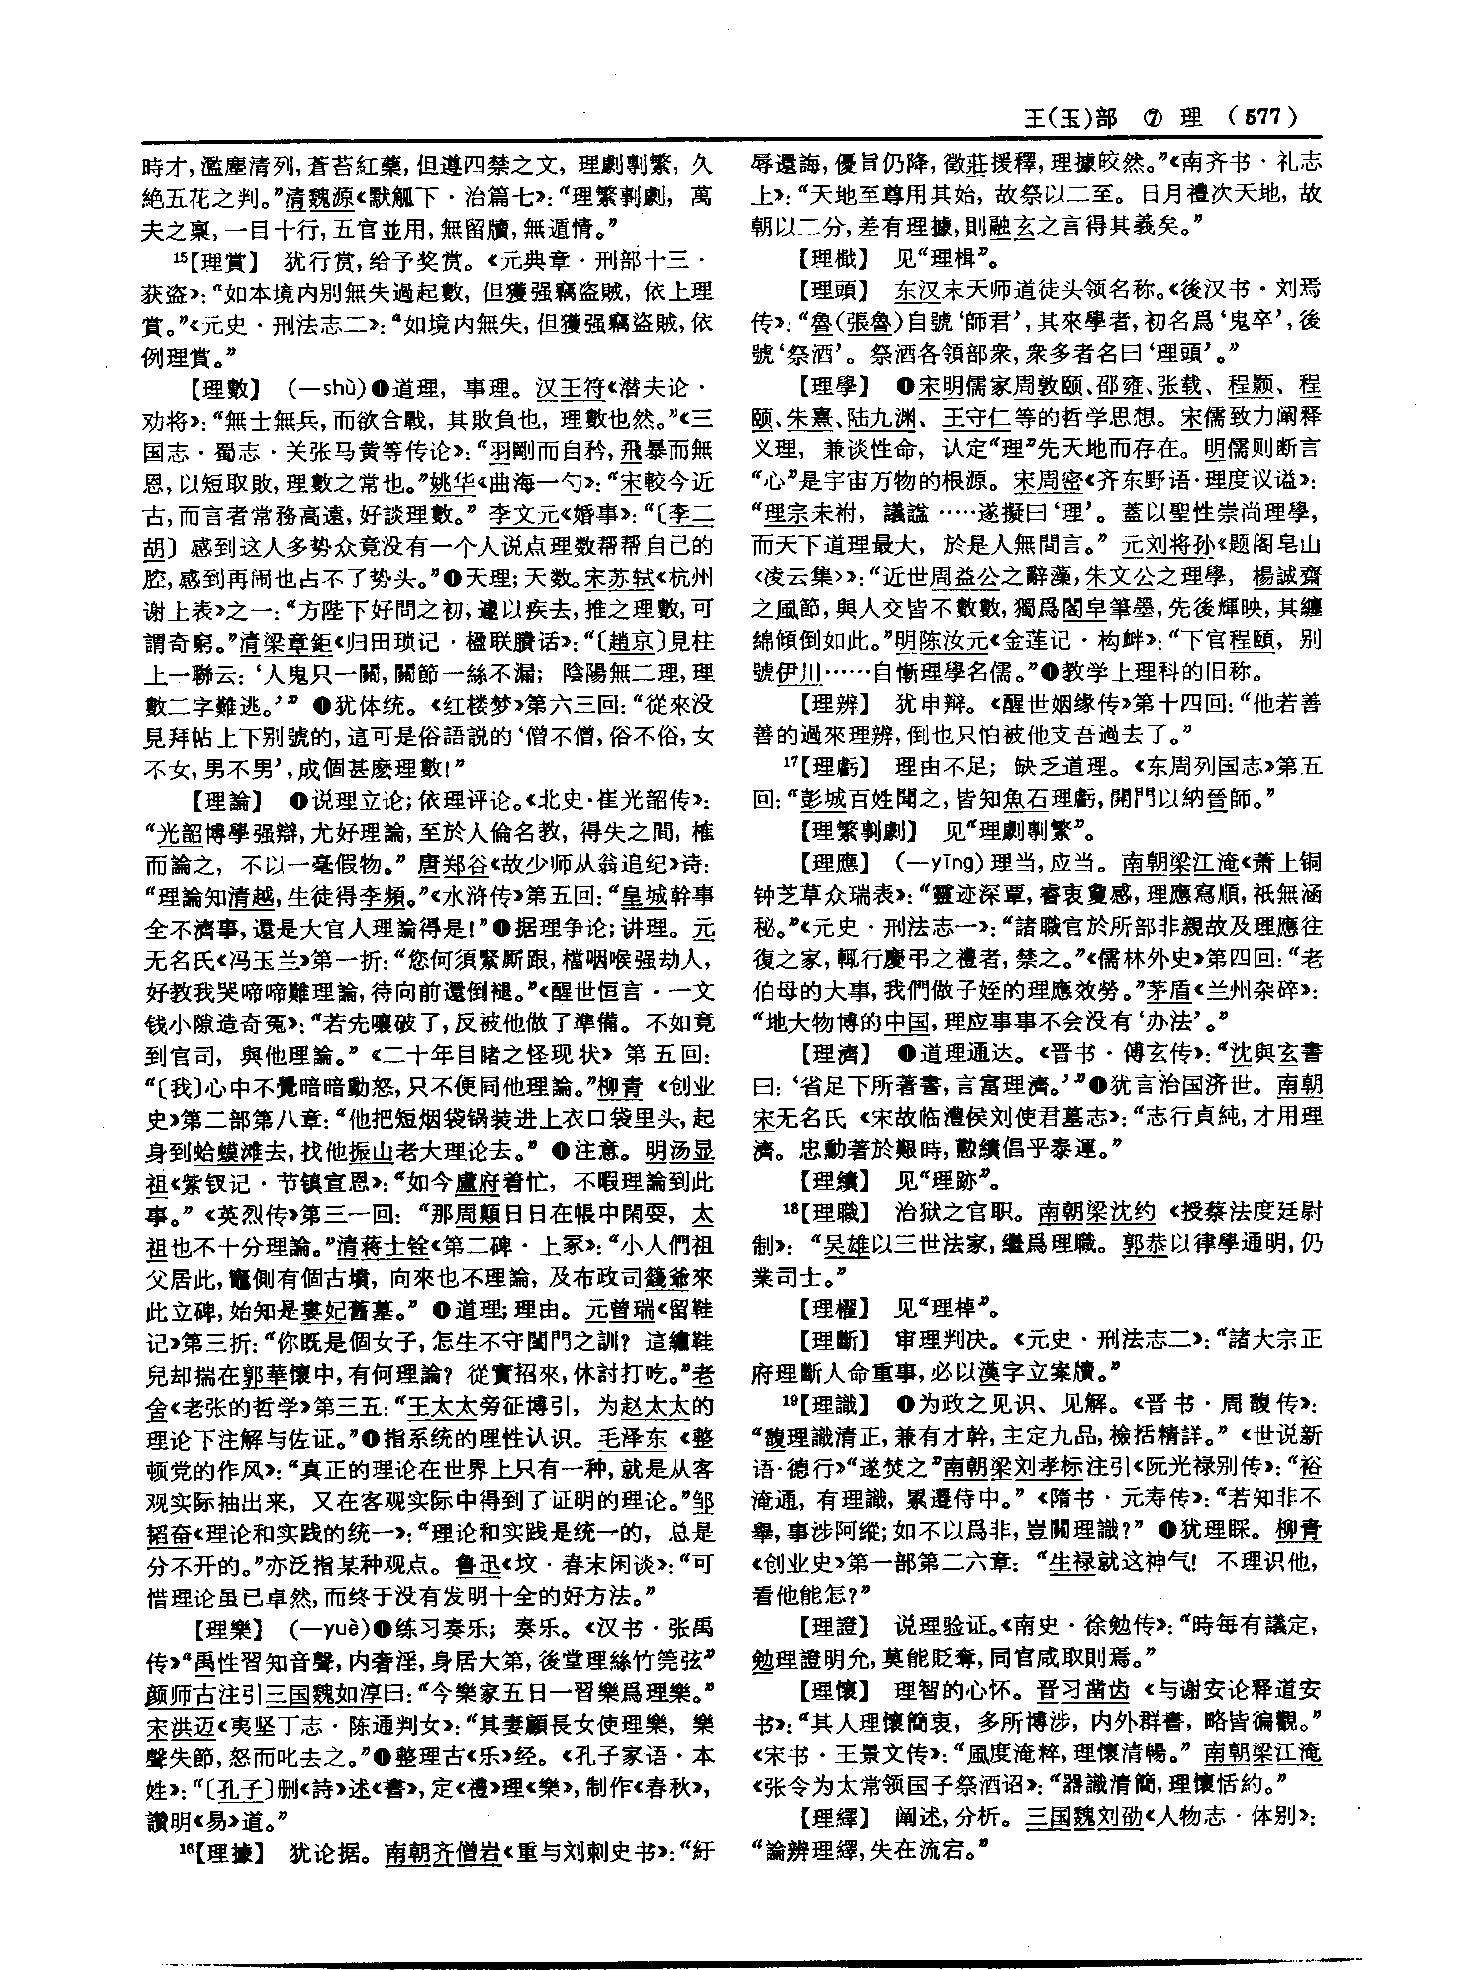 王(玉)部 ⑦ 理 (577)
時才，濫塵清列，蒼苔紅藥，但遵四禁之文，理劇剸繁，久
絶五花之判。”清魏源《默觚下·治篇七》：“理繁剸劇，萬
夫之禀，一目十行，五官並用，無留牘，無遁情。”
15【理賞】 犹行赏，给予奖赏。《元典章·刑部十三·
获盗》：“如本境内别無失過起數，但獲强竊盗賊，依上理
賞。”《元史·刑法志二》：“如境内無失，但獲强竊盗賊，依
例理賞。”
【理數】 (—shù)❶道理，事理。汉王符《潜夫论·
劝将》：“無士無兵，而欲合戰，其敗負也，理數也然。”《三
国志·蜀志·关张马黄等传论》：“羽剛而自矜，飛暴而無
恩，以短取敗，理數之常也。”姚华《曲海一勺》：“宋較今近
古，而言者常務高遠，好談理數。” 李文元《婚事》：“〔李二
胡〕感到这人多势众竟没有一个人说点理数帮帮自己的
腔，感到再闹也占不了势头。”❶天理；天数。宋苏轼《杭州
谢上表》之一：“方陛下好問之初，遽以疾去，推之理數，可
謂奇窮。”清梁章鉅《归田琐记·楹联賸话》：“〔趙京〕見柱
上一聯云：‘人鬼只一關，關節一絲不漏；陰陽無二理，理
數二字難逃。’” ❶犹体统。《红楼梦》第六三回：“從來没
見拜帖上下别號的，這可是俗語説的‘僧不僧，俗不俗，女
不女，男不男’，成個甚麽理數！”
【理論】 ❶说理立论；依理评论。《北史·崔光韶传》：
“光韶博學强辯，尤好理論，至於人倫名教，得失之間，榷
而論之，不以一毫假物。” 唐郑谷《故少师从翁追纪》诗：
“理論知清越，生徒得李頻。”《水浒传》第五回：“皇城幹事
全不濟事，還是大官人理論得是！”❶据理争论；讲理。元
无名氏《冯玉兰》第一折：“您何須緊厮跟，檔咽喉强劫人，
好教我哭啼啼難理論，待向前還倒褪。”《醒世恒言·一文
钱小隙造奇冤》：“若先嚷破了，反被他做了準備。不如竟
到官司，與他理論。”《二十年目睹之怪现状》第五回：
“〔我〕心中不覺暗暗動怒，只不便同他理論。”柳青《创业
史》第二部第八章：“他把短烟袋锅装进上衣口袋里头，起
身到蛤蟆滩去，找他振山老大理论去。” ❶注意。明汤显
祖《紫钗记·节镇宣恩》：“如今盧府着忙，不暇理論到此
事。”《英烈传》第三一回：“那周顛日日在帳中閑耍，太
祖也不十分理論。”清蒋士铨《第二碑·上冢》：“小人們祖
父居此，竈側有個古墳，向來也不理論，及布政司錢爺來
此立碑，始知是婁妃舊墓。” ❶道理；理由。元曾瑞《留鞋
记》第三折：“你既是個女子，怎生不守閨門之訓？這繡鞋
兒却揣在郭華懷中，有何理論？從實招來，休討打吃。”老
舍《老张的哲学》第三五：“王太太旁征博引，为赵太太的
理论下注解与佐证。”❶指系统的理性认识。毛泽东《整
顿党的作风》：“真正的理论在世界上只有一种，就是从客
观实际抽出来，又在客观实际中得到了证明的理论。”邹
韬奋《理论和实践的统一》：“理论和实践是统一的，总是
分不开的。”亦泛指某种观点。鲁迅《坟·春末闲谈》：“可
惜理论虽已卓然，而终于没有发明十全的好方法。”
【理樂】 (—yuè)❶练习奏乐；奏乐。《汉书·张禹
传》“禹性習知音聲，内奢淫，身居大第，後堂理絲竹筦弦”
颜师古注引三国魏如淳曰：“今樂家五日一習樂爲理樂。”
宋洪迈《夷坚丁志·陈通判女》：“其妻顧長女使理樂，樂
聲失節，怒而叱去之。”❶整理古《乐》经。《孔子家语·本
姓》：“〔孔子〕删《詩》述《書》，定《禮》理《樂》，制作《春秋》，
讚明《易》道。”
16【理據】 犹论据。南朝齐僧岩《重与刘刺史书》：“紆
辱還誨，優旨仍降，徵莊援釋，理據皎然。”《南齐书·礼志
上》：“天地至尊用其始，故祭以二至。日月禮次天地，故
朝以二分，差有理據，則融玄之言得其義矣。”
【理檝】 见“理楫”。
【理頭】 东汉末天师道徒头领名称。《後汉书·刘焉
传》：“魯(張魯)自號‘師君’，其來學者，初名爲‘鬼卒’，後
號‘祭酒’。祭酒各領部衆，衆多者名曰‘理頭’。”
【理學】 ❶宋明儒家周敦颐、邵雍、张载、程颢、程
颐、朱熹、陆九渊、王守仁等的哲学思想。宋儒致力阐释
义理，兼谈性命，认定“理”先天地而存在。明儒则断言
“心”是宇宙万物的根源。宋周密《齐东野语·理度议谥》：
“理宗未祔，議諡……遂擬曰‘理’。蓋以聖性崇尚理學，
而天下道理最大，於是人無間言。” 元刘将孙《题阁皂山
〈凌云集〉》：“近世周益公之辭藻，朱文公之理學，楊誠齋
之風節，與人交皆不數數，獨爲閣皁筆墨，先後輝映，其纏
綿傾倒如此。”明陈汝元《金莲记·构衅》：“下官程頤，别
號伊川……自慚理學名儒。”❶教学上理科的旧称。
【理辨】 犹申辩。《醒世姻缘传》第十四回：“他若善
善的過來理辨，倒也只怕被他支吾過去了。”
17【理虧】 理由不足；缺乏道理。《东周列国志》第五
回：“彭城百姓聞之，皆知魚石理虧，開門以納晉師。”
【理繁剸劇】 见“理劇剸繁”。
【理應】 (—yīng)理当，应当。南朝梁江淹《萧上铜
钟芝草众瑞表》：“靈迹深覃，睿衷夐感，理應寫順，祇無涵
秘。”《元史·刑法志一》：“諸職官於所部非親故及理應往
復之家，輒行慶弔之禮者，禁之。”《儒林外史》第四回：“老
伯母的大事，我們做子姪的理應效勞。”茅盾《兰州杂碎》：
“地大物博的中国，理应事事不会没有‘办法’。”
【理濟】 ❶道理通达。《晋书·傅玄传》：“沈與玄書
曰：‘省足下所著書，言富理濟。’”❶犹言治国济世。南朝
宋无名氏《宋故临澧侯刘使君墓志》：“志行貞純，才用理
濟。忠勳著於艱時，懃績倡乎泰運。”
【理績】 见“理跡”。
18【理職】 治狱之官职。南朝梁沈约《授蔡法度廷尉
制》：“吴雄以三世法家，繼爲理職。郭恭以律學通明，仍
業司士。”
【理櫂】 见“理棹”。
【理斷】 审理判决。《元史·刑法志二》：“諸大宗正
府理斷人命重事，必以漢字立案牘。”
19【理識】 ❶为政之见识、见解。《晋书·周馥传》：
“馥理識清正，兼有才幹，主定九品，檢括精詳。”《世说新
语·德行》“遂焚之”南朝梁刘孝标注引《阮光禄别传》：“裕
淹通，有理識，累遷侍中。”《隋书·元寿传》：“若知非不
舉，事涉阿縱；如不以爲非，豈關理識？” ❶犹理睬。柳青
《创业史》第一部第二六章：“生禄就这神气！不理识他，
看他能怎？”
【理證】 说理验证。《南史·徐勉传》：“時每有議定，
勉理證明允，莫能貶奪，同官咸取則焉。”
【理懷】 理智的心怀。晋习凿齿《与谢安论释道安
书》：“其人理懷簡衷，多所博涉，内外群書，略皆徧覩。”
《宋书·王景文传》：“風度淹粹，理懷清暢。” 南朝梁江淹
《张令为太常领国子祭酒诏》：“器識清簡，理懷恬約。”
【理繹】 阐述，分析。三国魏刘劭《人物志·体别》：
“論辨理繹，失在流宕。”